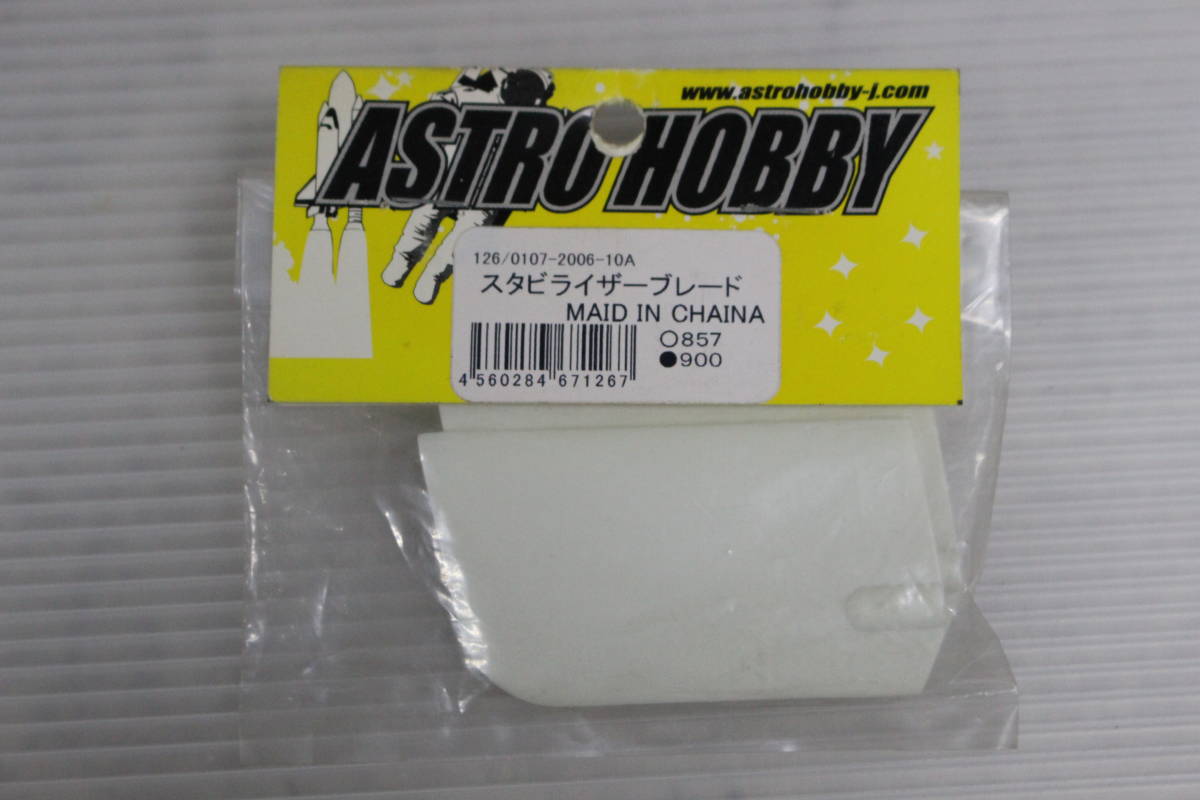 www.astrohobby-j.com
ASTRO HOBBY
126/0107-2006-10A
スタビライザーブレード
MAID IN CHAINA
○857
●900
4 560284 671267